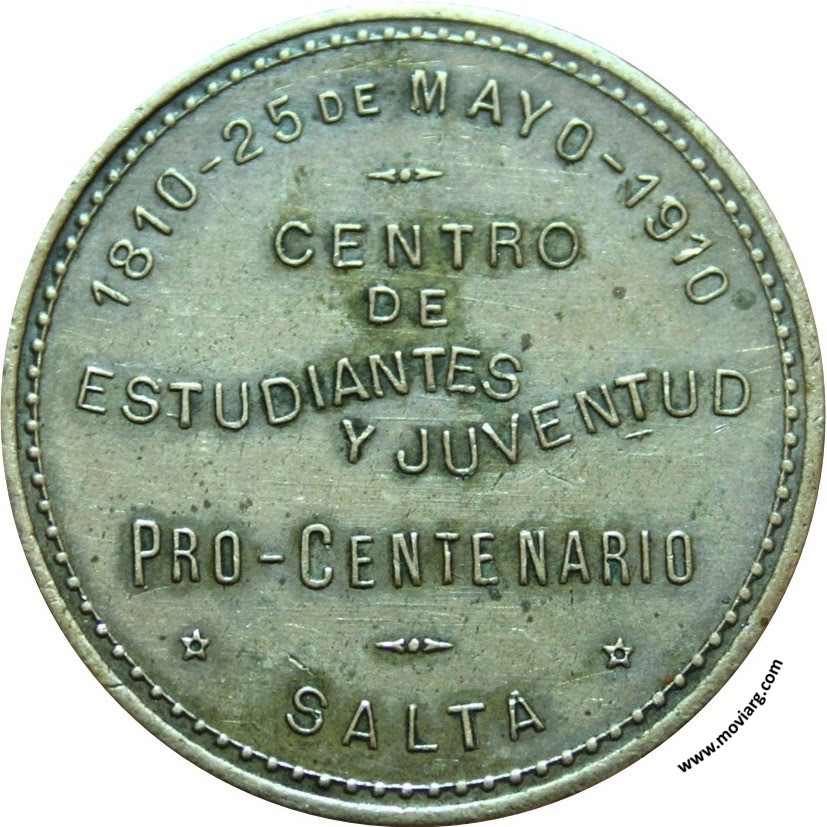 1810-25 DE MAYO-1910
CENTRO
DE
ESTUDIANTES
Y JUVENTUD
PRO-CENTENARIO
SALTA
www.moviarg.com